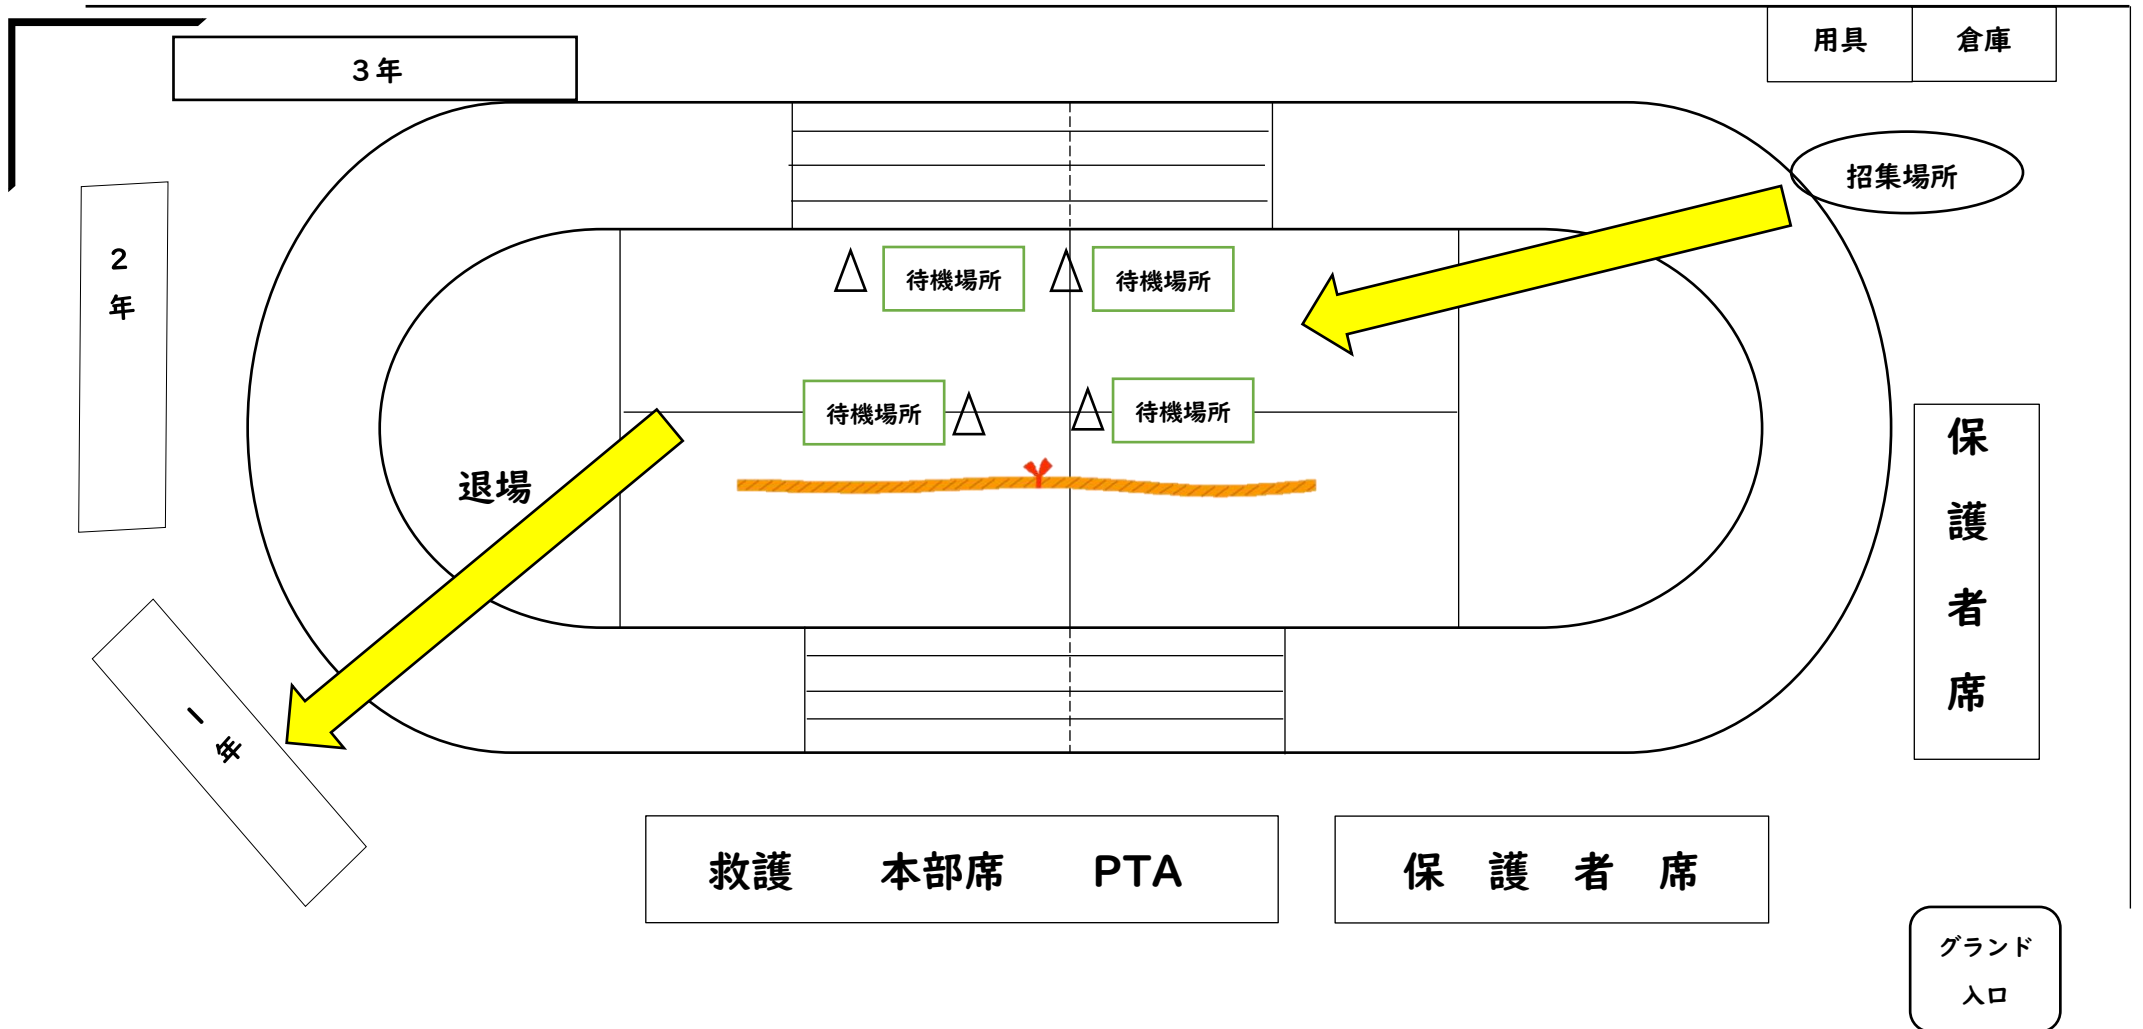 ３年
用具
倉庫
招集場所
２
年
待機場所
待機場所
待機場所
待機場所
退場
保
護
者
席
１
年
救護　　本部席　　PTA
保　護　者　席
グランド
入口